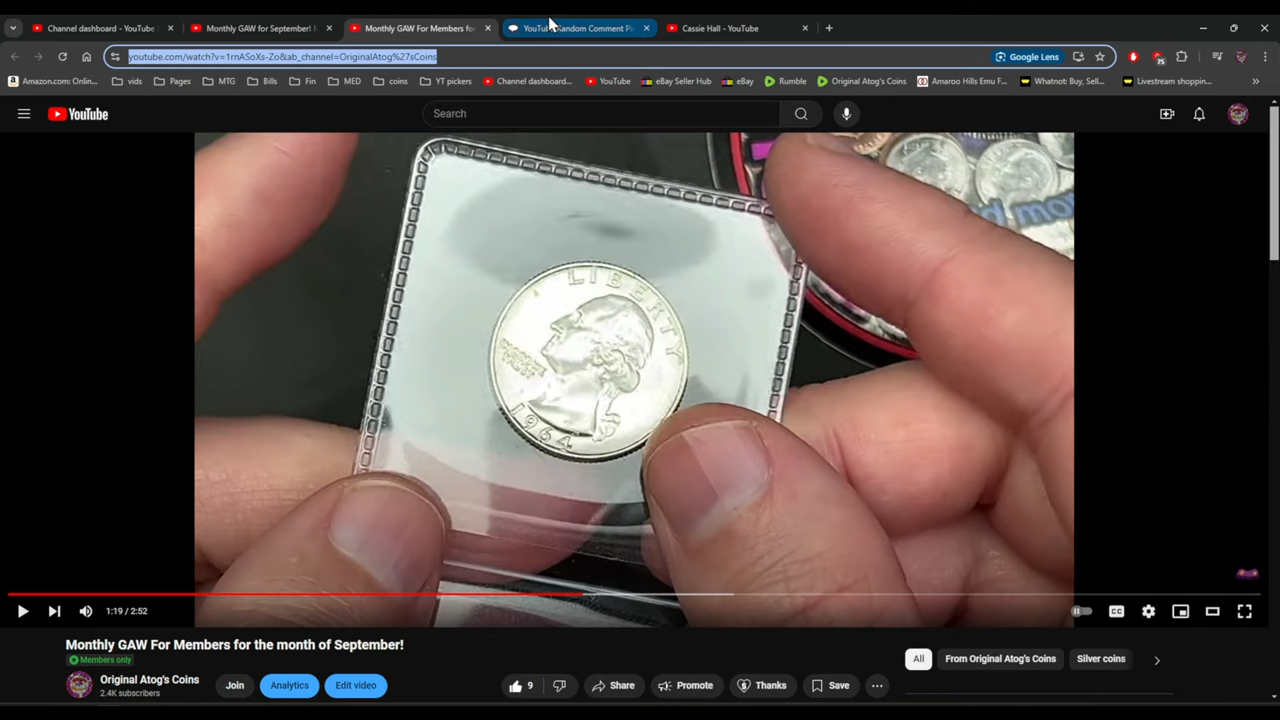 Channel dashboard - YouTube
Monthly GAW for September!
Monthly GAW For Members fo
YouTube Random Comment Pi
Cassie Hall - YouTube
youtube.com/watch?v=1rnASoXs-Zo&ab_channel=OriginalAtog%27sCoins
Google Lens
75
Amazon.com: Onlin...
vids
Pages
MTG
Bills
Fin
MED
coins
YT pickers
Channel dashboard...
YouTube
eBay Seller Hub
eBay
Rumble
Original Atog's Coins
Amaroo Hills Emu F...
Whatnot: Buy, Sell...
Livestream shoppin...
YouTube
Search
LIBERTY
1964
1:19 / 2:52
CC
Monthly GAW For Members for the month of September!
Members only
Original Atog's Coins
2.4K subscribers
Join
Analytics
Edit video
9
Share
Promote
Thanks
Save
All
From Original Atog's Coins
Silver coins